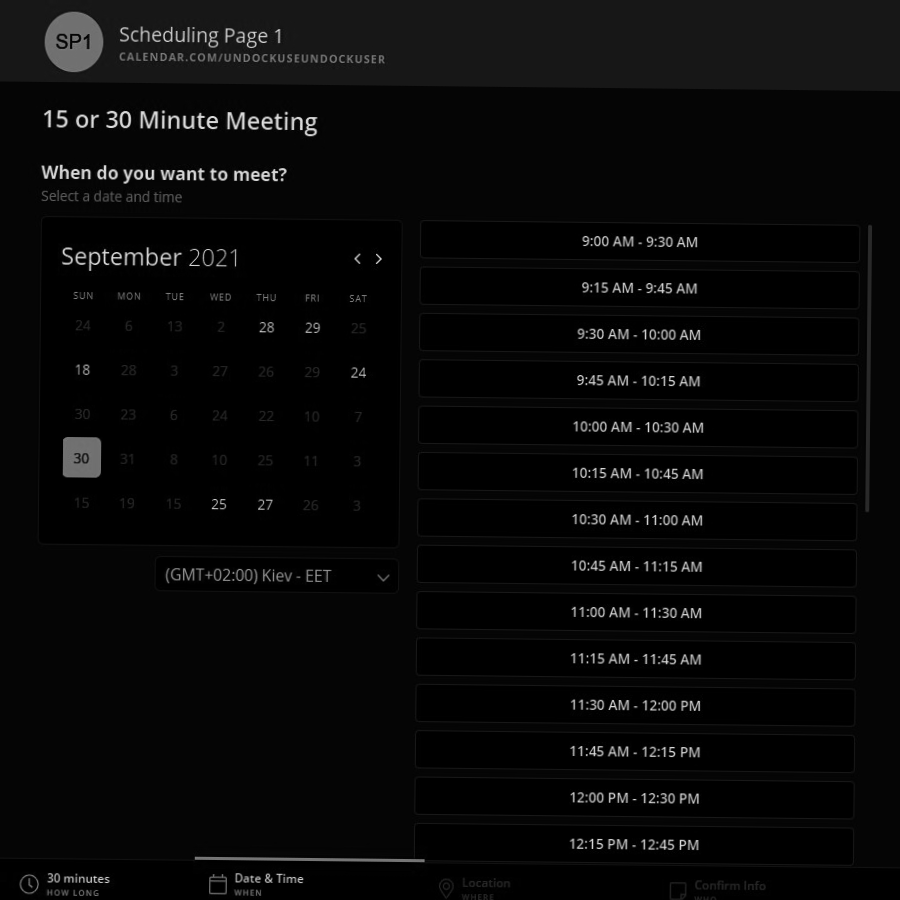 SP1
Scheduling Page 1
CALENDAR.COM/UNDOCKUSEUNDOCKUSER
15 or 30 Minute Meeting
When do you want to meet?
Select a date and time
September 2021
SUN MON TUE WED THU FRI SAT
24 6 13 2 28 29 25
18 28 3 27 26 29 24
30 23 6 24 22 10 7
30 31 8 10 25 11 3
15 19 15 25 27 26 3
(GMT+02:00) Kiev - EET
9:00 AM - 9:30 AM
9:15 AM - 9:45 AM
9:30 AM - 10:00 AM
9:45 AM - 10:15 AM
10:00 AM - 10:30 AM
10:15 AM - 10:45 AM
10:30 AM - 11:00 AM
10:45 AM - 11:15 AM
11:00 AM - 11:30 AM
11:15 AM - 11:45 AM
11:30 AM - 12:00 PM
11:45 AM - 12:15 PM
12:00 PM - 12:30 PM
12:15 PM - 12:45 PM
30 minutes
HOW LONG
Date & Time
WHEN
Location
WHERE
Confirm Info
WHO